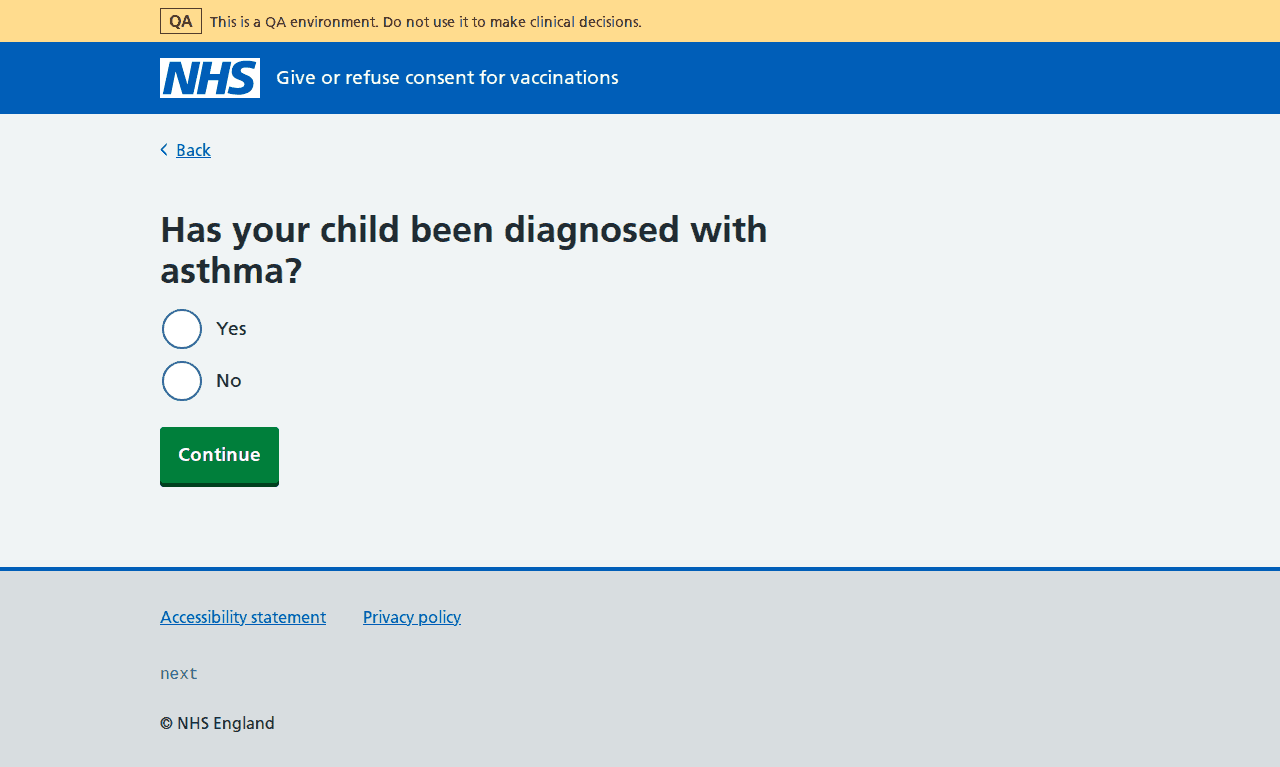 QA This is a QA environment. Do not use it to make clinical decisions.
NHS Give or refuse consent for vaccinations
Back
Has your child been diagnosed with
asthma?
Yes
No
Continue
Accessibility statement Privacy policy
next
© NHS England